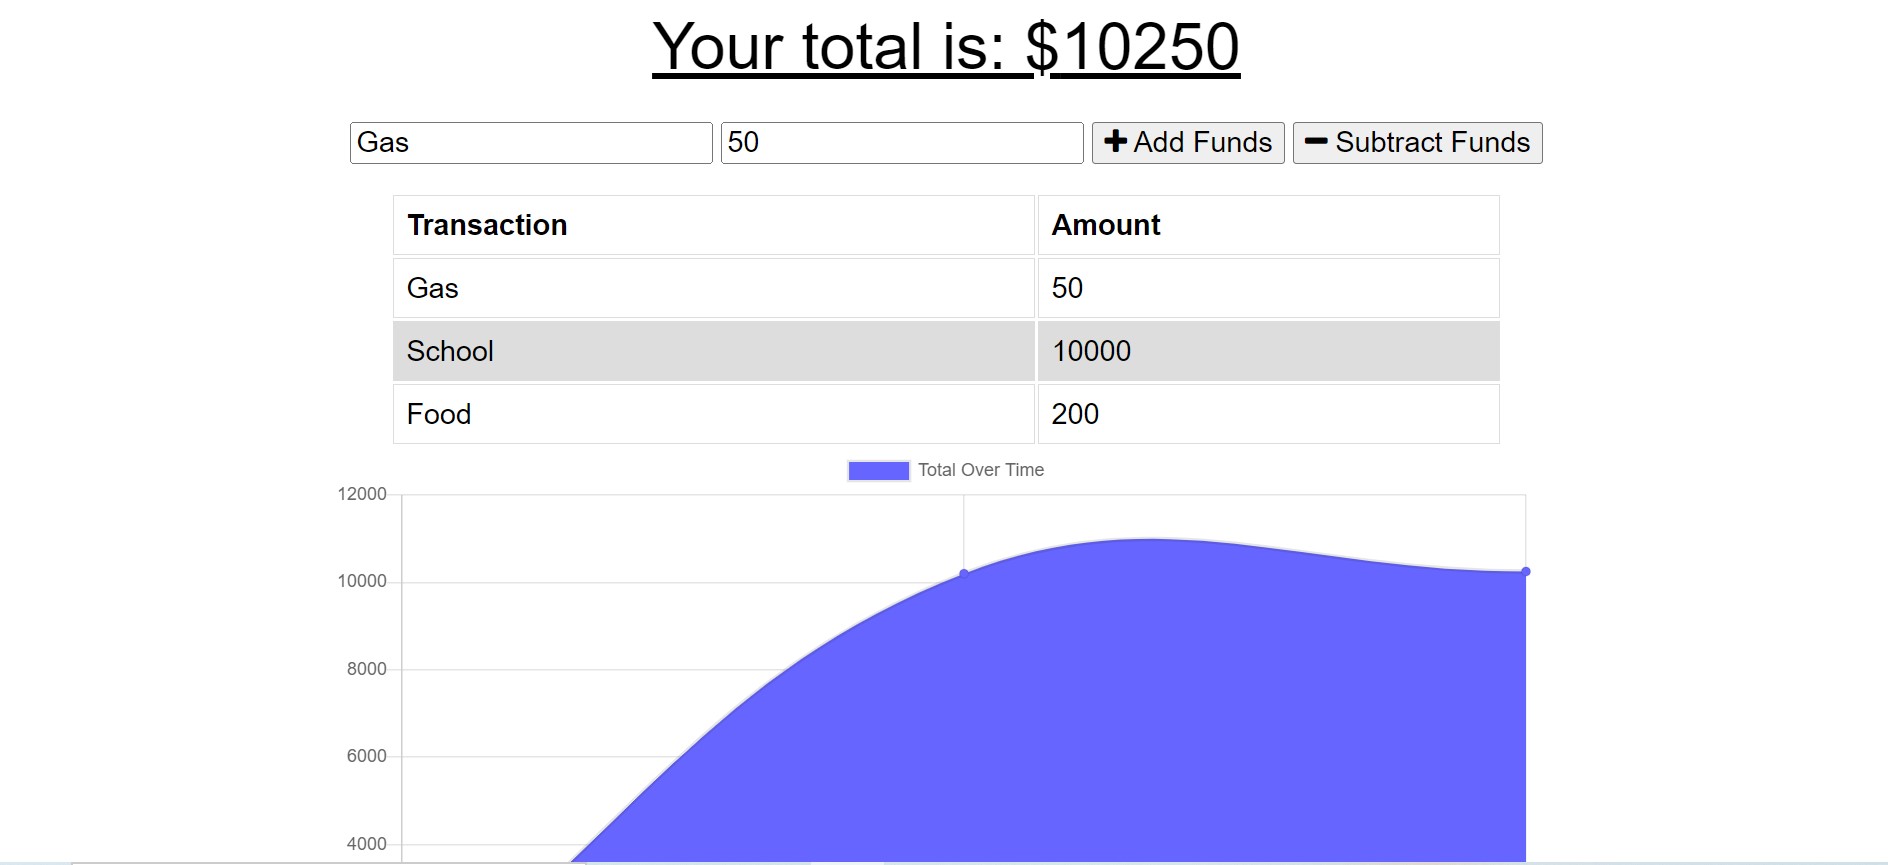 Your total is: $10250
Gas 50 Add Funds Subtract Funds
Transaction Amount
Gas 50
School 10000
Food 200
Total Over Time
12000
10000
8000
6000
4000